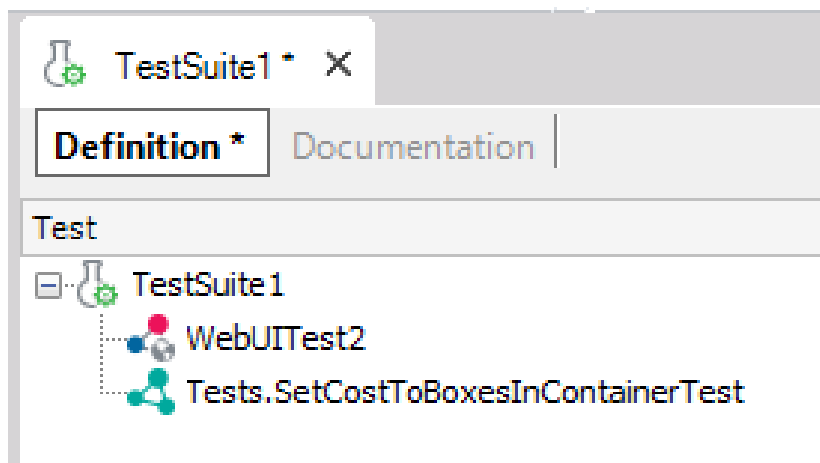 TestSuite1 *
Definition * Documentation
Test
TestSuite1
WebUITest2
Tests.SetCostToBoxesInContainerTest